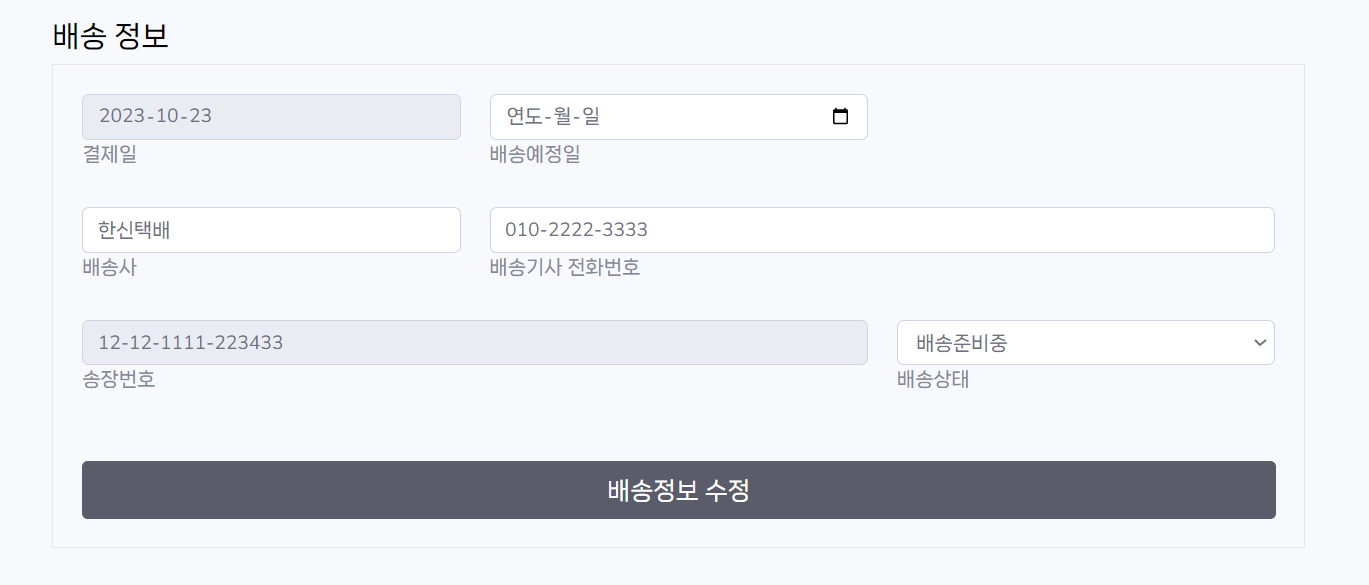 배송 정보
2023-10-23 연도-월-일
결제일 배송예정일
한신택배 010-2222-3333
배송사 배송기사 전화번호
12-12-1111-223433 배송준비중
송장번호 배송상태
배송정보 수정